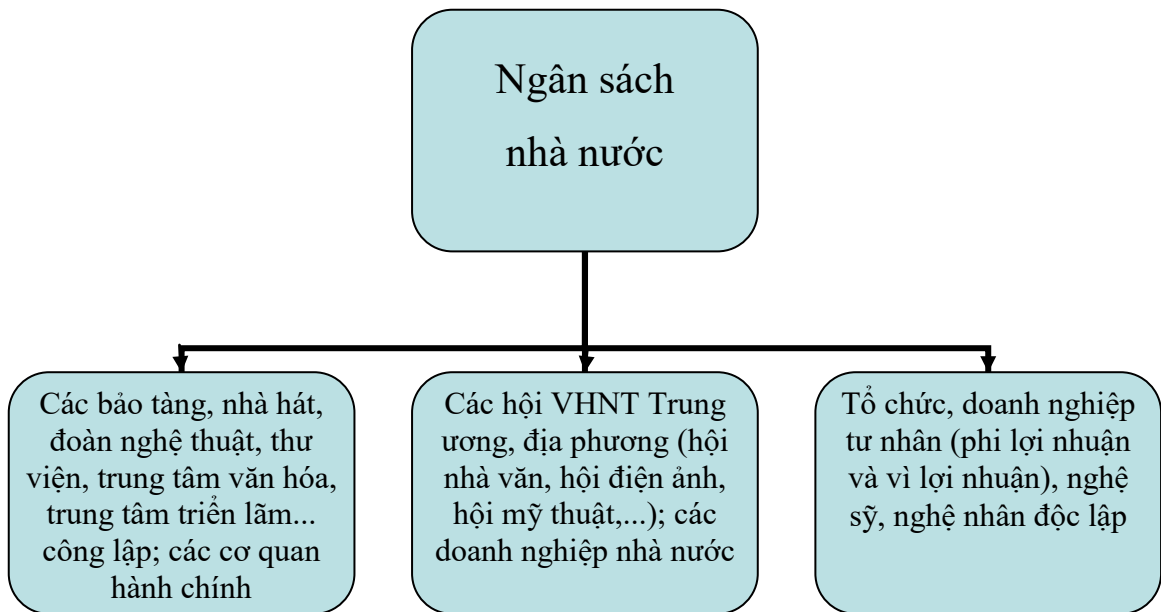 Ngân sách
nhà nước
Các bảo tàng, nhà hát,
đoàn nghệ thuật, thư
viện, trung tâm văn hóa,
trung tâm triển lãm...
công lập; các cơ quan
hành chính
Các hội VHNT Trung
ương, địa phương (hội
nhà văn, hội điện ảnh,
hội mỹ thuật,...); các
doanh nghiệp nhà nước
Tổ chức, doanh nghiệp
tư nhân (phi lợi nhuận
và vì lợi nhuận), nghệ
sỹ, nghệ nhân độc lập